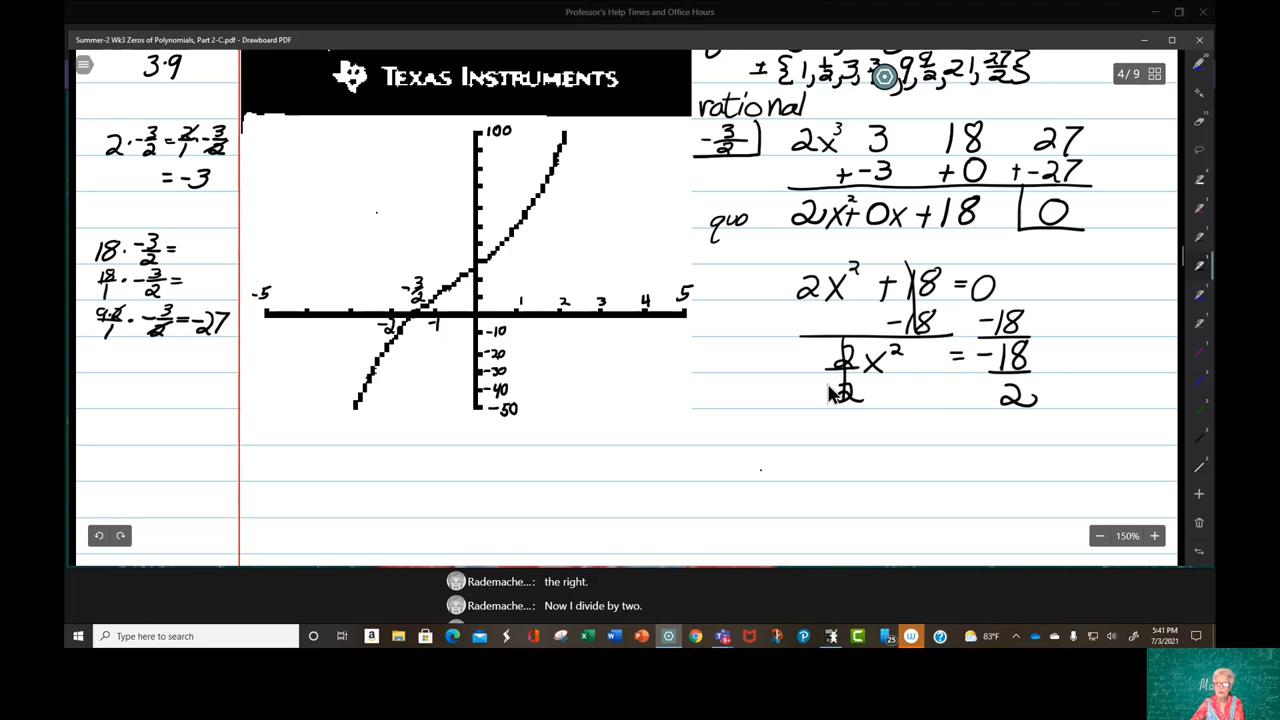 Professor's Help Times and Office Hours
Summer-2 Wk3 Zeros of Polynomials, Part 2-C.pdf - Drawboard PDF
4/9
3·9
2 · -3/2 = 2/1 · -3/2
= -3
18 · -3/2 =
18/1 · -3/2 =
9·2/1 · -3/2 = -27
TEXAS INSTRUMENTS
100
-3/2
-5 -2 -1 1 2 3 4 5
-10
-20
-30
-40
-50
± {1, 1/2, 3, 9, 9/2, 21, 27/2}
rational
-3/2 2x³ 3 18 27
+-3 +0 +-27
quo 2x²+0x+18 0
2x² +18 =0
-18 -18
2x² = -18
2 2
150%
Rademache...: the right.
Rademache...: Now I divide by two.
Type here to search
25
83°F
5:41 PM
7/3/2021